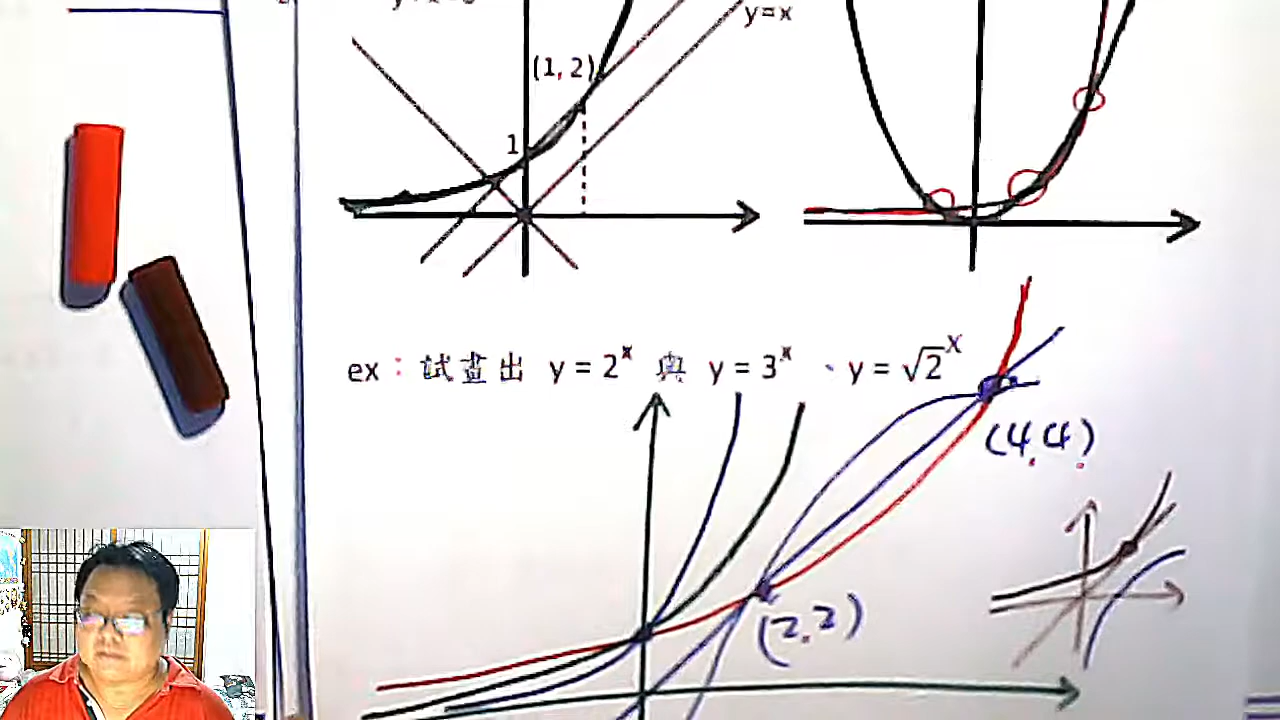 y=x
(1, 2)
1
ex：試畫出 y = 2^x 與 y = 3^x 、y = √2^x
(4,4)
(2,2)